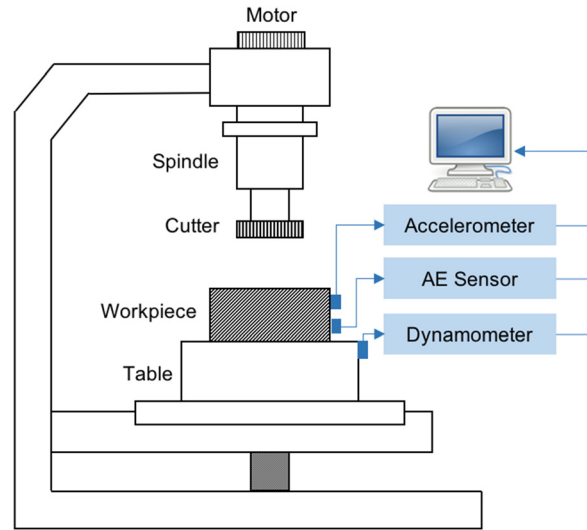 Motor
Spindle
Cutter
Accelerometer
AE Sensor
Workpiece
Dynamometer
Table